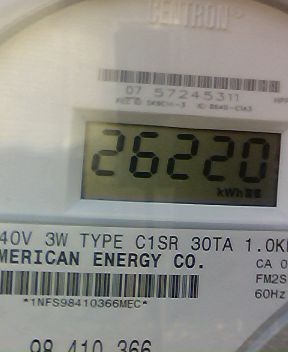 CENTRON®
07 57245311
26220
kWh
40V 3W TYPE C1SR 30TA 1.0K
MERICAN ENERGY CO. CA 0
FM2S
*1NFS98410366MEC* 60Hz
98 410 366